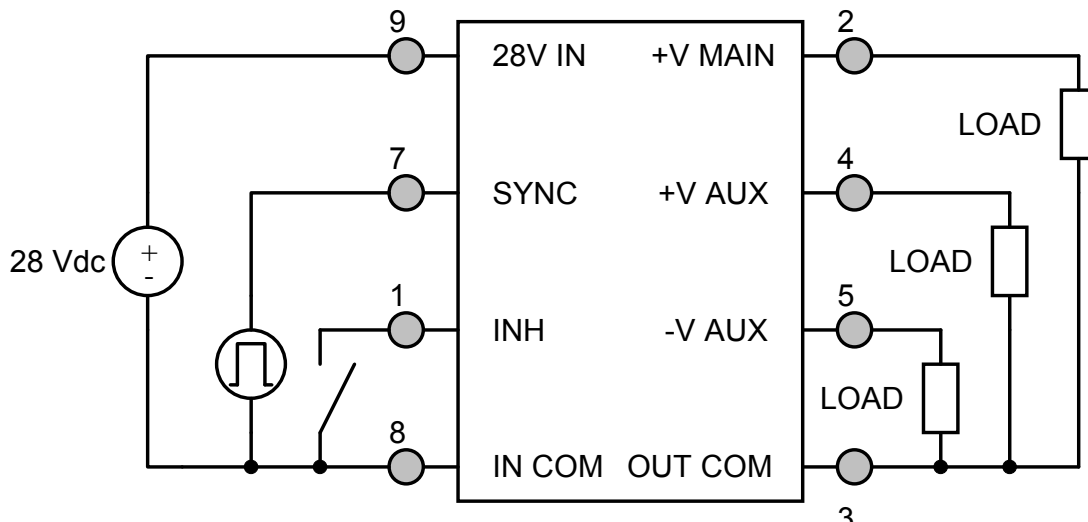 9
2
28V IN
+V MAIN
LOAD
7
4
SYNC
+V AUX
28 Vdc
+
-
LOAD
1
5
INH
-V AUX
LOAD
8
IN COM
OUT COM
3